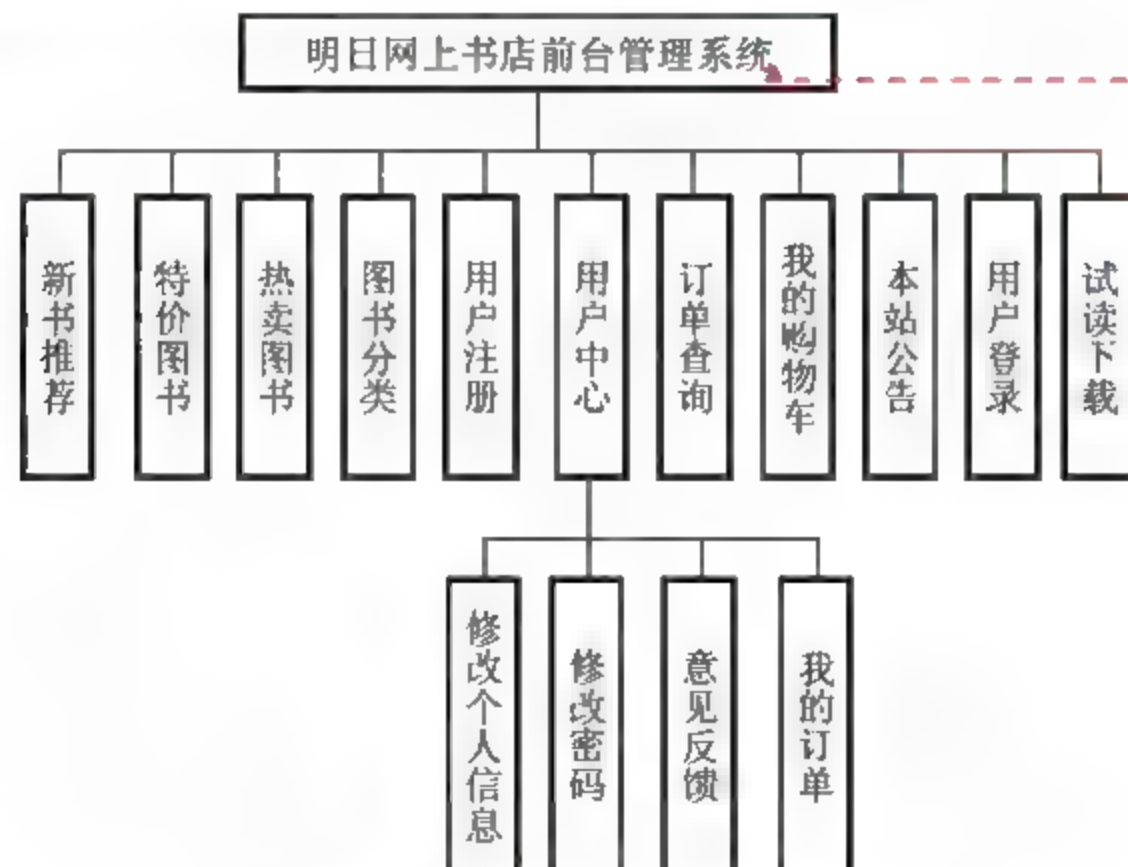 明日网上书店前台管理系统
新书推荐
特价图书
热卖图书
图书分类
用户注册
用户中心
订单查询
我的购物车
本站公告
用户登录
试读下载
修改个人信息
修改密码
意见反馈
我的订单